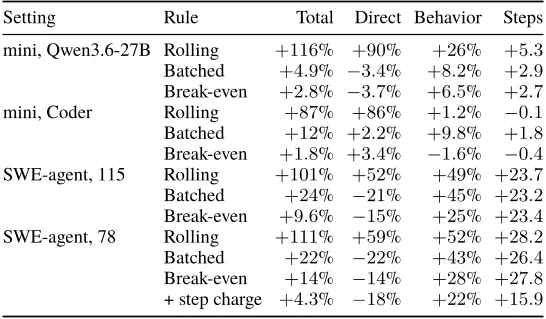 Setting Rule Total Direct Behavior Steps
mini, Qwen3.6-27B Rolling +116% +90% +26% +5.3
Batched +4.9% −3.4% +8.2% +2.9
Break-even +2.8% −3.7% +6.5% +2.7
mini, Coder Rolling +87% +86% +1.2% −0.1
Batched +12% +2.2% +9.8% +1.8
Break-even +1.8% +3.4% −1.6% −0.4
SWE-agent, 115 Rolling +101% +52% +49% +23.7
Batched +24% −21% +45% +23.2
Break-even +9.6% −15% +25% +23.4
SWE-agent, 78 Rolling +111% +59% +52% +28.2
Batched +22% −22% +43% +26.4
Break-even +14% −14% +28% +27.8
+ step charge +4.3% −18% +22% +15.9